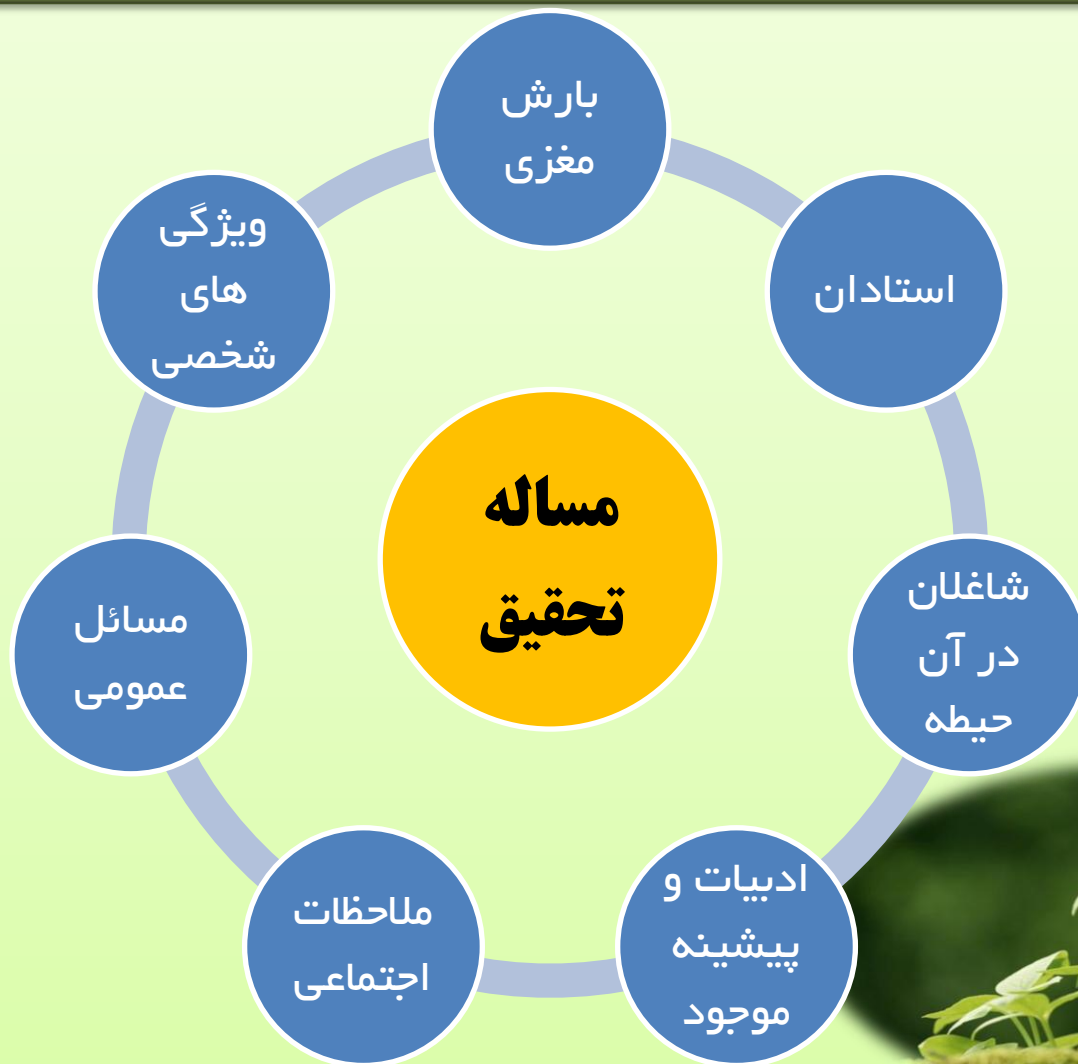 بارش
مغزی
استادان
شاغلان
در آن
حیطه
ادبیات و
پیشینه
موجود
ملاحظات
اجتماعی
مسائل
عمومی
ویژگی
های
شخصی
مساله
تحقیق